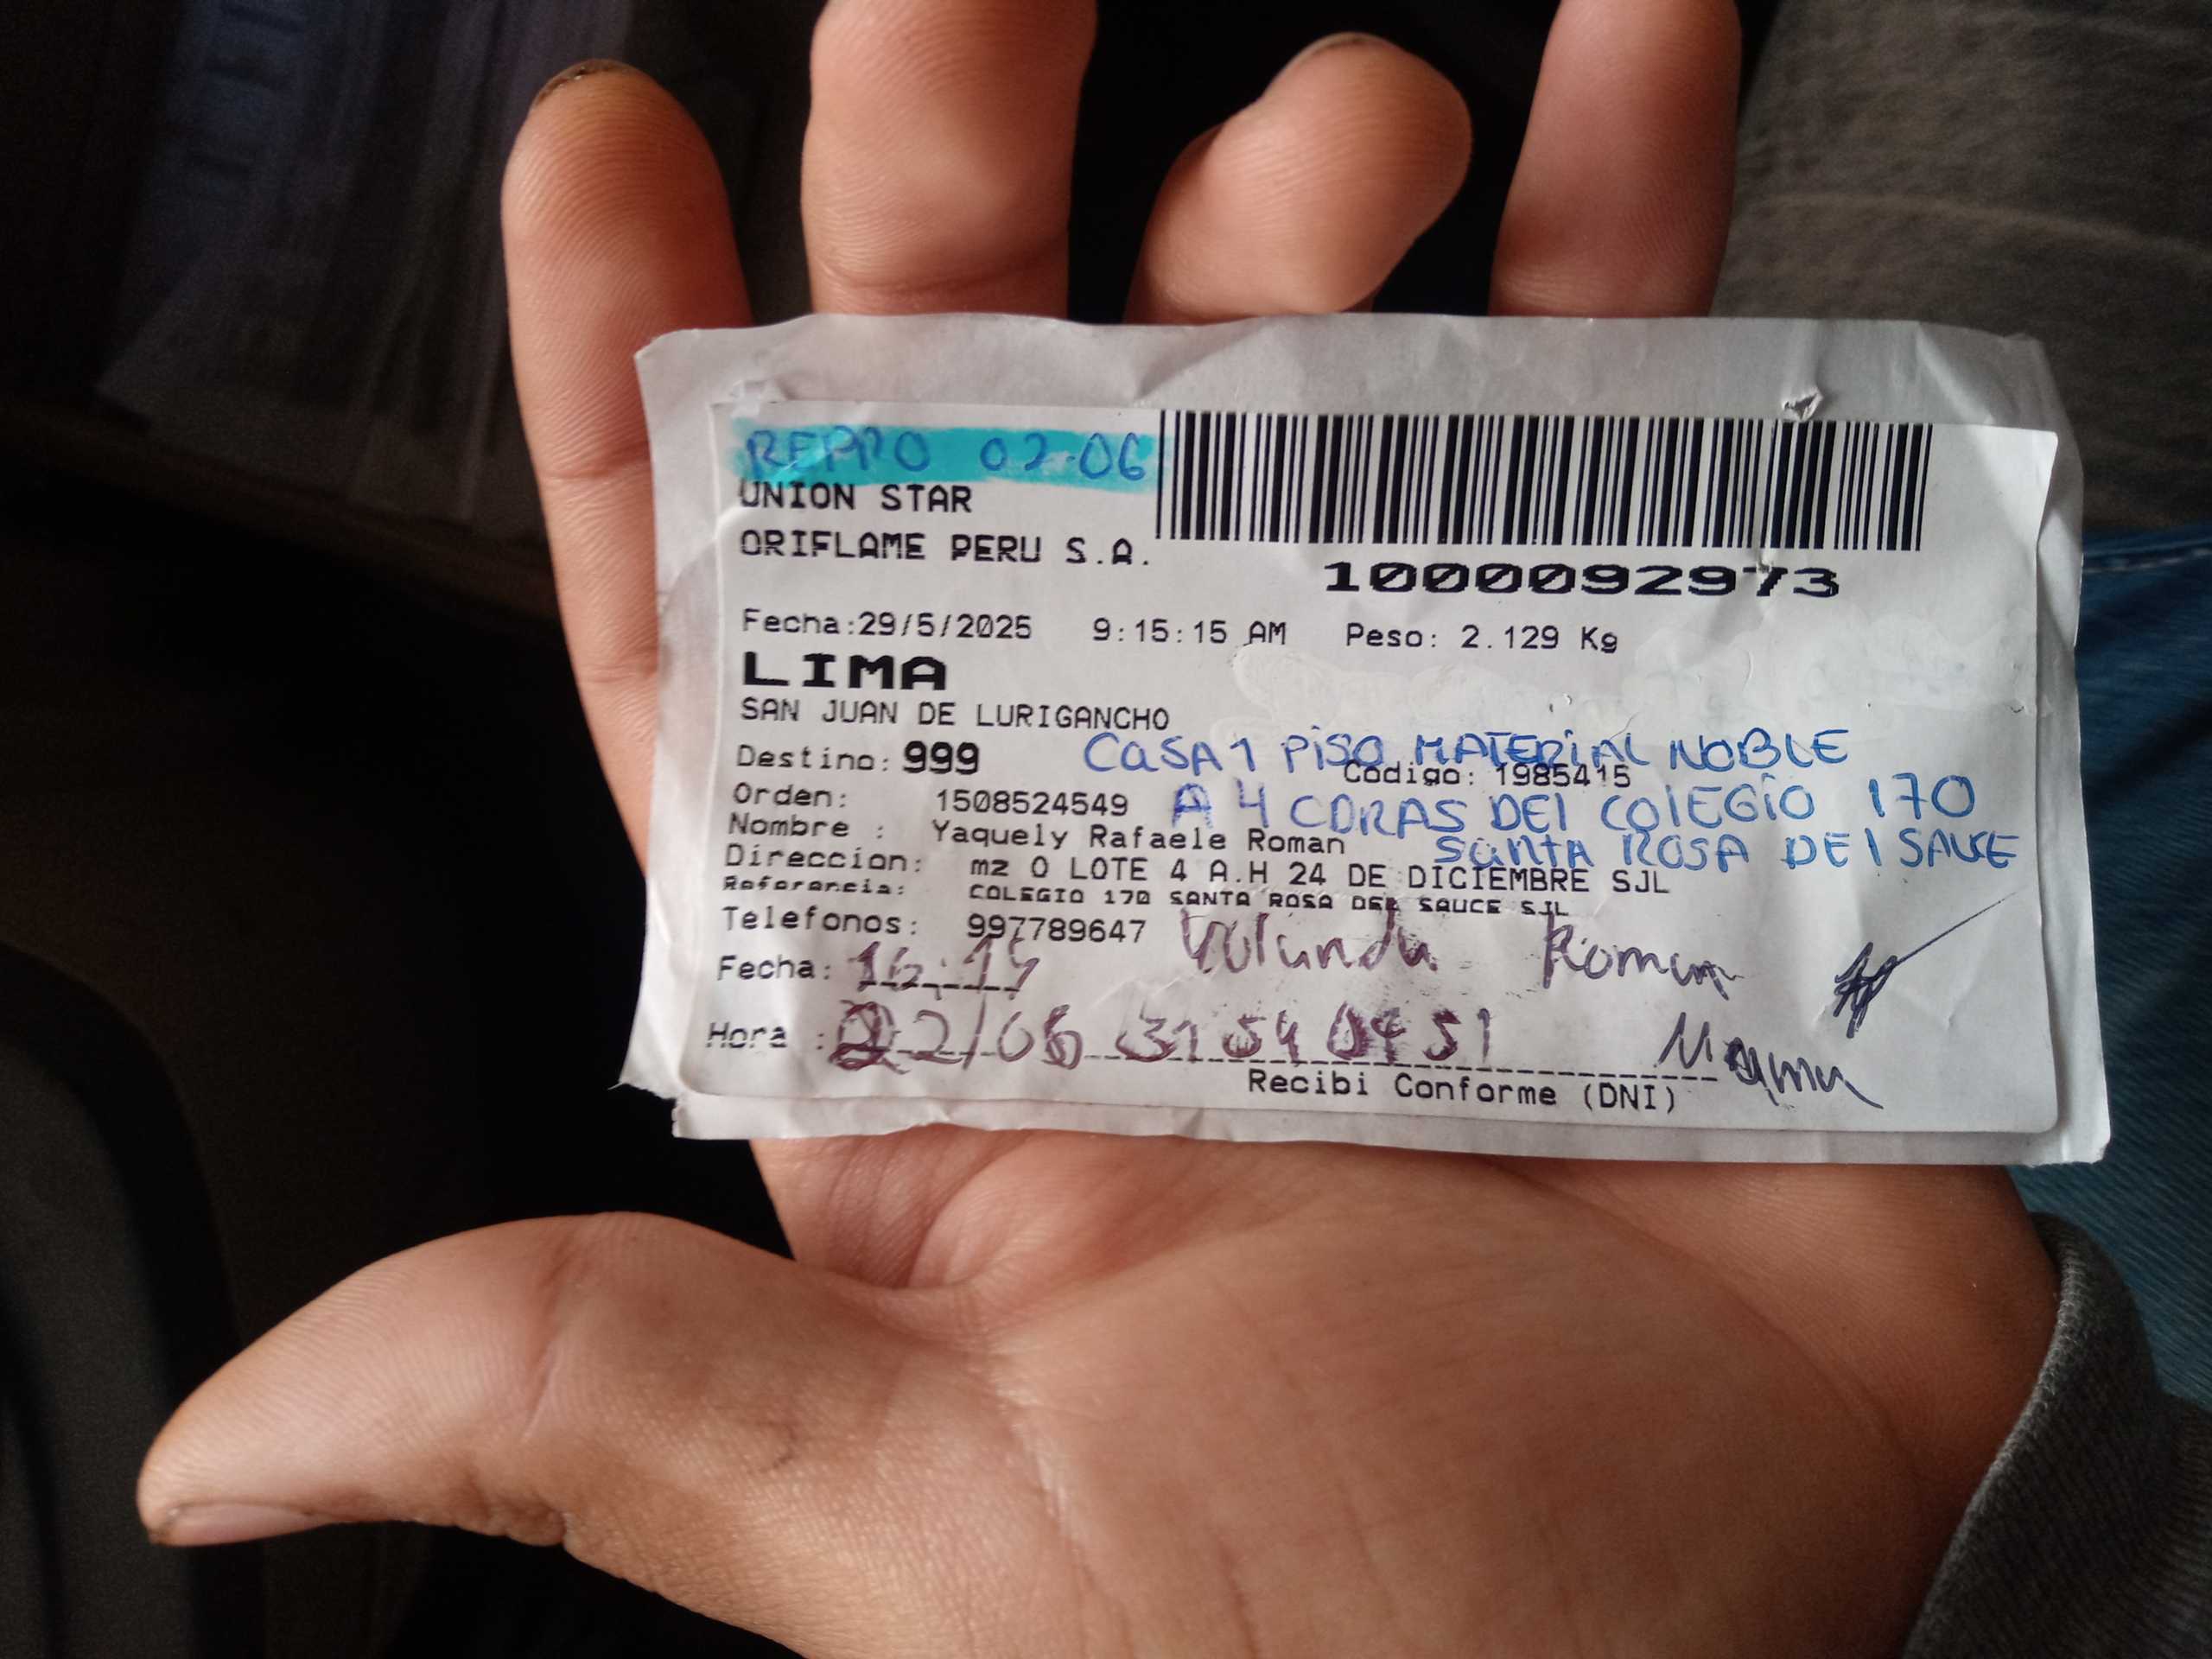 REPRO 02-06
UNION STAR
ORIFLAME PERU S.A.
1000092973
Fecha:29/5/2025 9:15:15 AM Peso: 2.129 Kg
LIMA
SAN JUAN DE LURIGANCHO
CASA 1 PISO MATERIAL NOBLE
Destino: 999 Codigo: 1985415
A 4 CDRAS DEL COLEGIO 170
Orden: 1508524549
SANTA ROSA DEL SAUCE
Nombre : Yaquely Rafaele Roman
Direccion: mz O LOTE 4 A.H 24 DE DICIEMBRE SJL
Referencia: COLEGIO 170 SANTA ROSA DEL SAUCE SJL
Telefonos: 997789647
Roman
Fecha:
Hora :
Recibi Conforme (DNI)